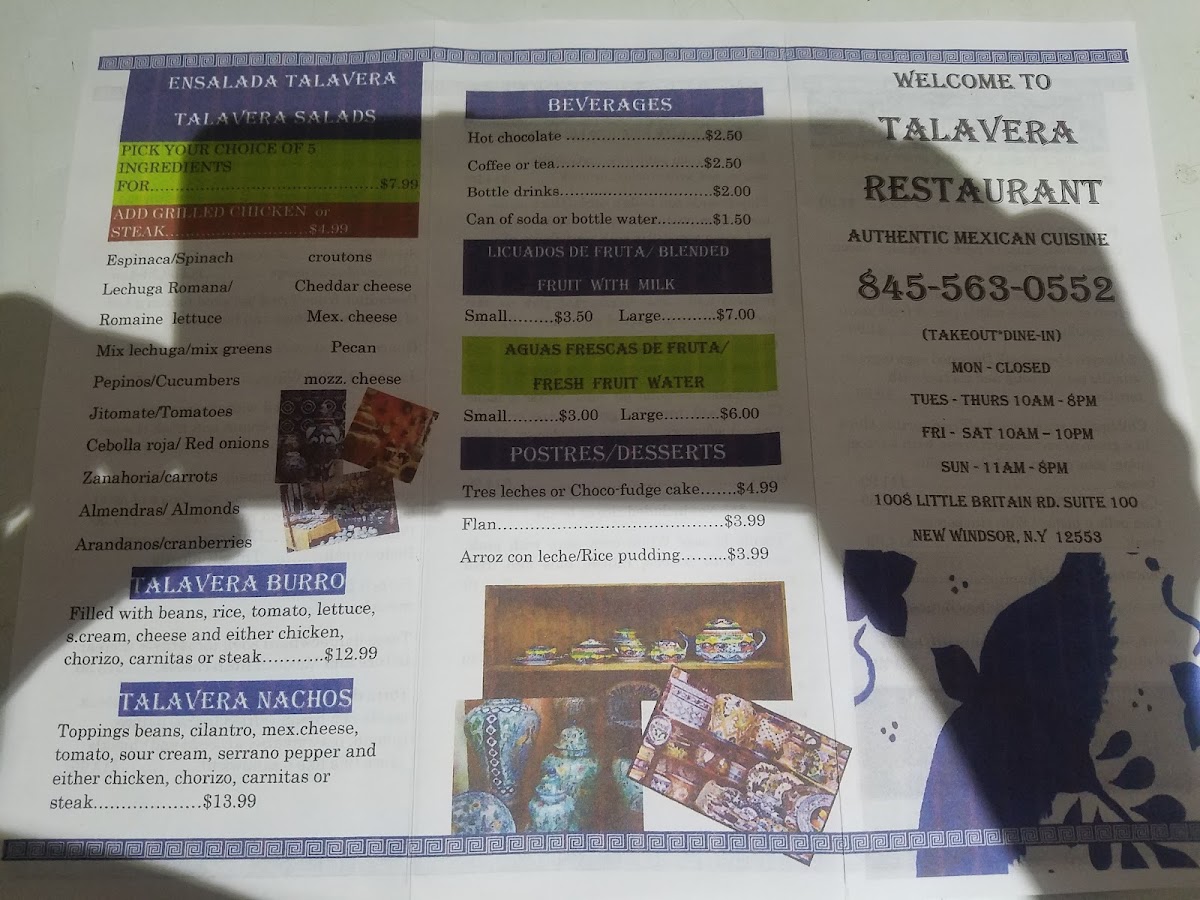 ENSALADA TALAVERA
TALAVERA SALADS
PICK YOUR CHOICE OF 5
INGREDIENTS
FOR.............................................$7.99
ADD GRILLED CHICKEN or
STEAK............................$4.99
Espinaca/Spinach croutons
Lechuga Romana/ Cheddar cheese
Romaine lettuce Mex. cheese
Mix lechuga/mix greens Pecan
Pepinos/Cucumbers mozz. cheese
Jitomate/Tomatoes
Cebolla roja/ Red onions
Zanahoria/carrots
Almendras/ Almonds
Arandanos/cranberries
TALAVERA BURRO
Filled with beans, rice, tomato, lettuce,
s.cream, cheese and either chicken,
chorizo, carnitas or steak...........$12.99
TALAVERA NACHOS
Toppings beans, cilantro, mex.cheese,
tomato, sour cream, serrano pepper and
either chicken, chorizo, carnitas or
steak...................$13.99
BEVERAGES
Hot chocolate ..............................$2.50
Coffee or tea................................$2.50
Bottle drinks.................................$2.00
Can of soda or bottle water............$1.50
LICUADOS DE FRUTA/ BLENDED
FRUIT WITH MILK
Small.........$3.50 Large...........$7.00
AGUAS FRESCAS DE FRUTA/
FRESH FRUIT WATER
Small..........$3.00 Large...........$6.00
POSTRES/DESSERTS
Tres leches or Choco-fudge cake.......$4.99
Flan.............................................$3.99
Arroz con leche/Rice pudding.........$3.99
WELCOME TO
TALAVERA
RESTAURANT
AUTHENTIC MEXICAN CUISINE
845-563-0552
(TAKEOUT*DINE-IN)
MON - CLOSED
TUES - THURS 10AM - 8PM
FRI - SAT 10AM – 10PM
SUN - 11AM - 8PM
1008 LITTLE BRITAIN RD. SUITE 100
NEW WINDSOR, N.Y 12553